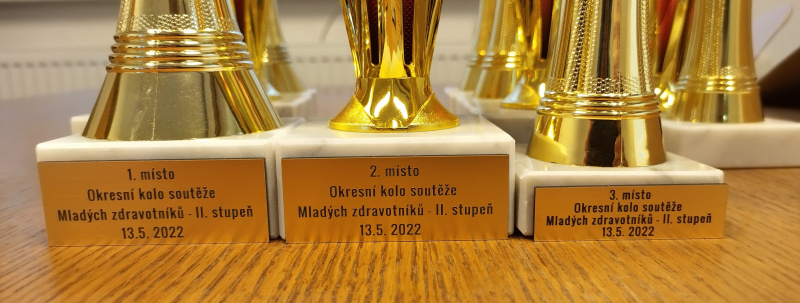 1. místo
Okresní kolo soutěže
Mladých zdravotníků - II. stupeň
13.5. 2022
2. místo
Okresní kolo soutěže
Mladých zdravotníků - II. stupeň
13.5. 2022
3. místo
Okresní kolo soutěže
Mladých zdravotníků - II. stupeň
13.5. 2022